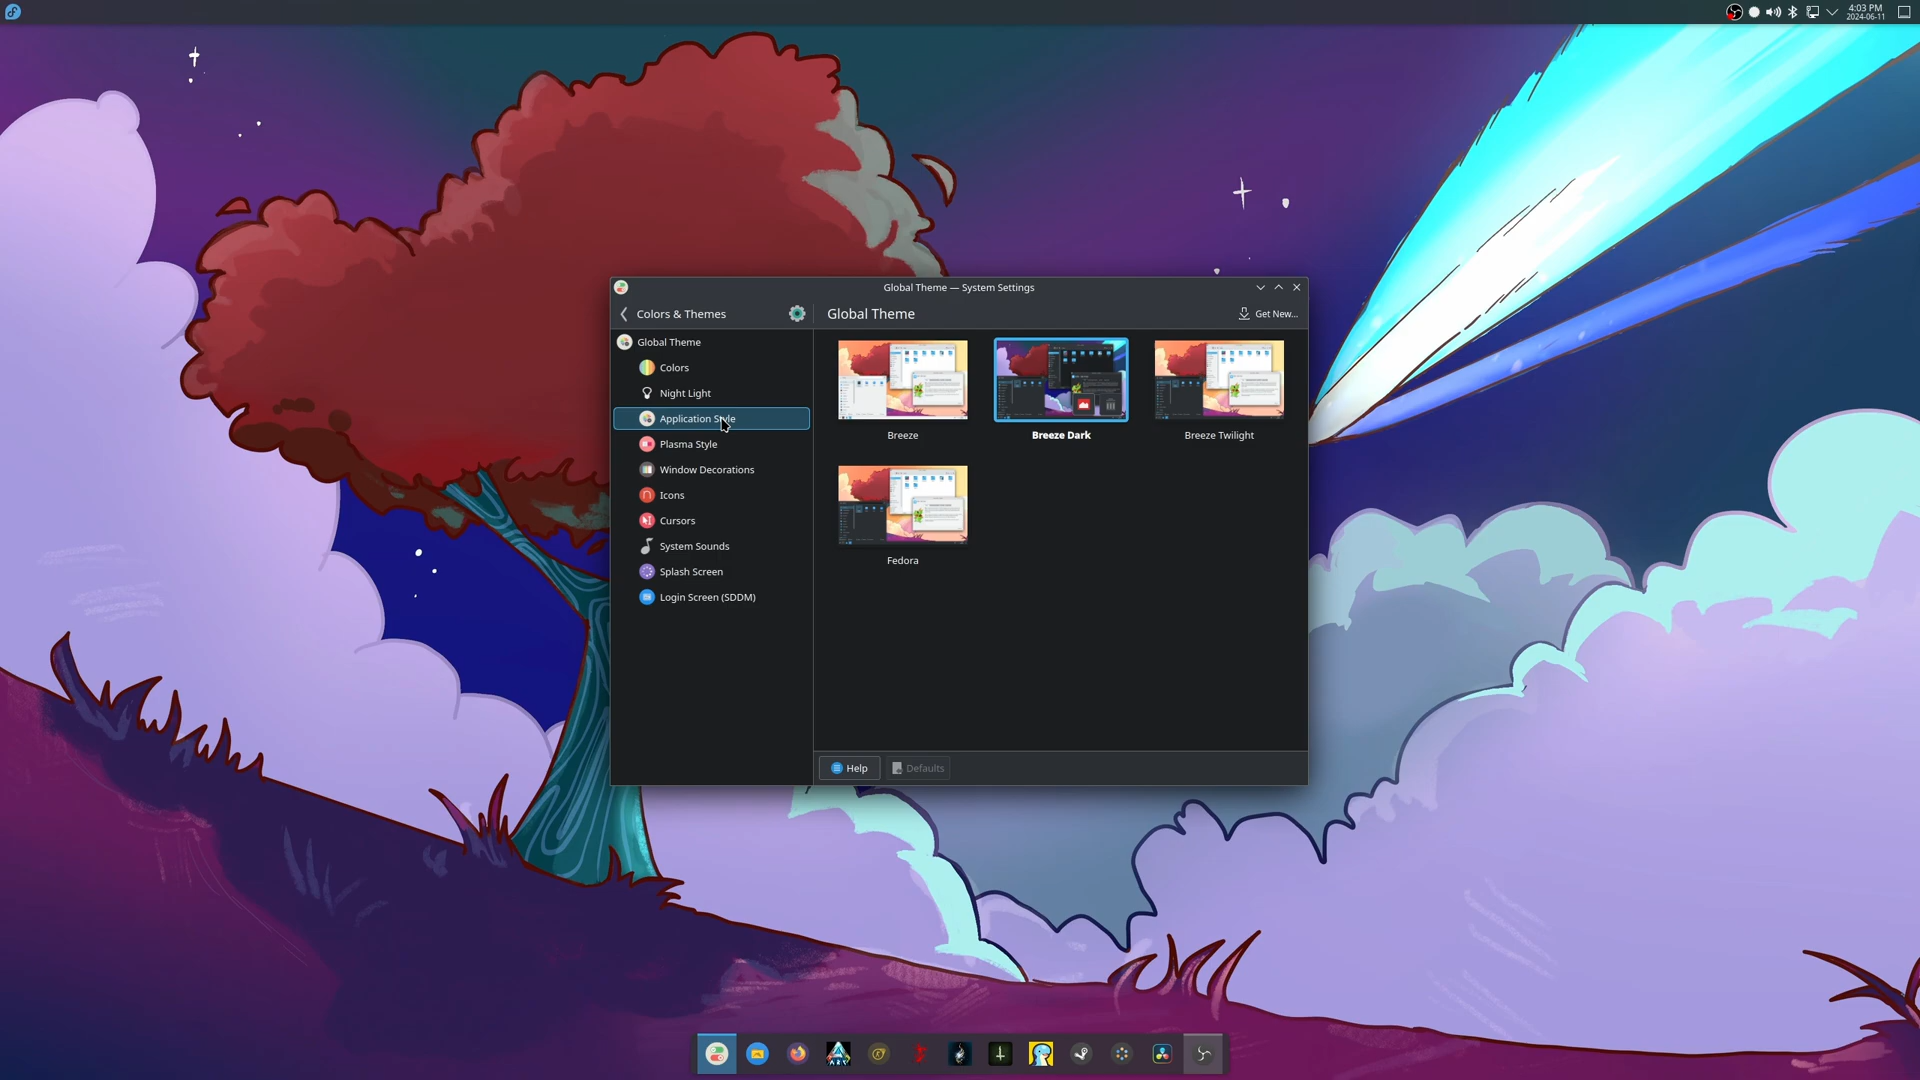 4:03 PM
2024-06-11
Global Theme — System Settings
Colors & Themes
Global Theme
Get New...
Global Theme
Colors
Night Light
Application Style
Plasma Style
Window Decorations
Icons
Cursors
System Sounds
Splash Screen
Login Screen (SDDM)
Breeze
Breeze Dark
Breeze Twilight
Fedora
Help
Defaults
ARK